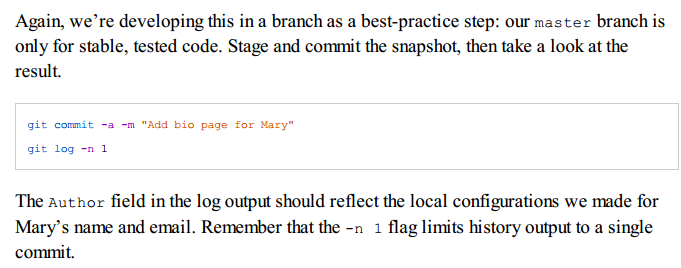 Again, we’re developing this in a branch as a best-practice step: our master branch is
only for stable, tested code. Stage and commit the snapshot, then take a look at the
result.
git commit -a -m "Add bio page for Mary"
git log -n 1
The Author field in the log output should reflect the local configurations we made for
Mary’s name and email. Remember that the -n 1 flag limits history output to a single
commit.